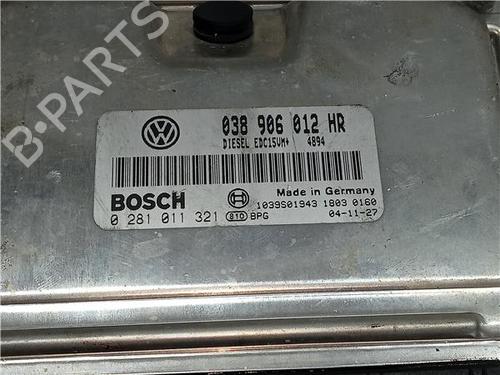 038 906 012 HR
DIESEL EDC15VM+ 4894
Made in Germany
BOSCH
0 281 011 321 810 BPG
1039S01943 1803 0160
04-11-27
B-PARTS